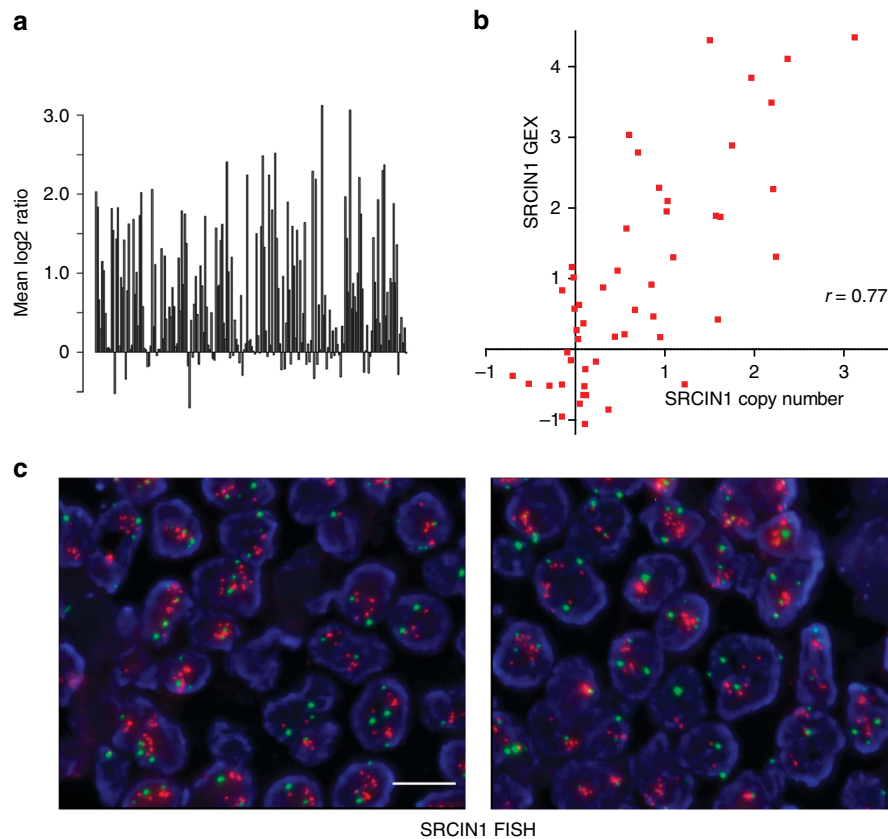 a
3.0
2.0
1.0
0
Mean log2 ratio
b
4
3
2
1
–1
–1
1
2
3
SRCIN1 GEX
r = 0.77
SRCIN1 copy number
c
SRCIN1 FISH